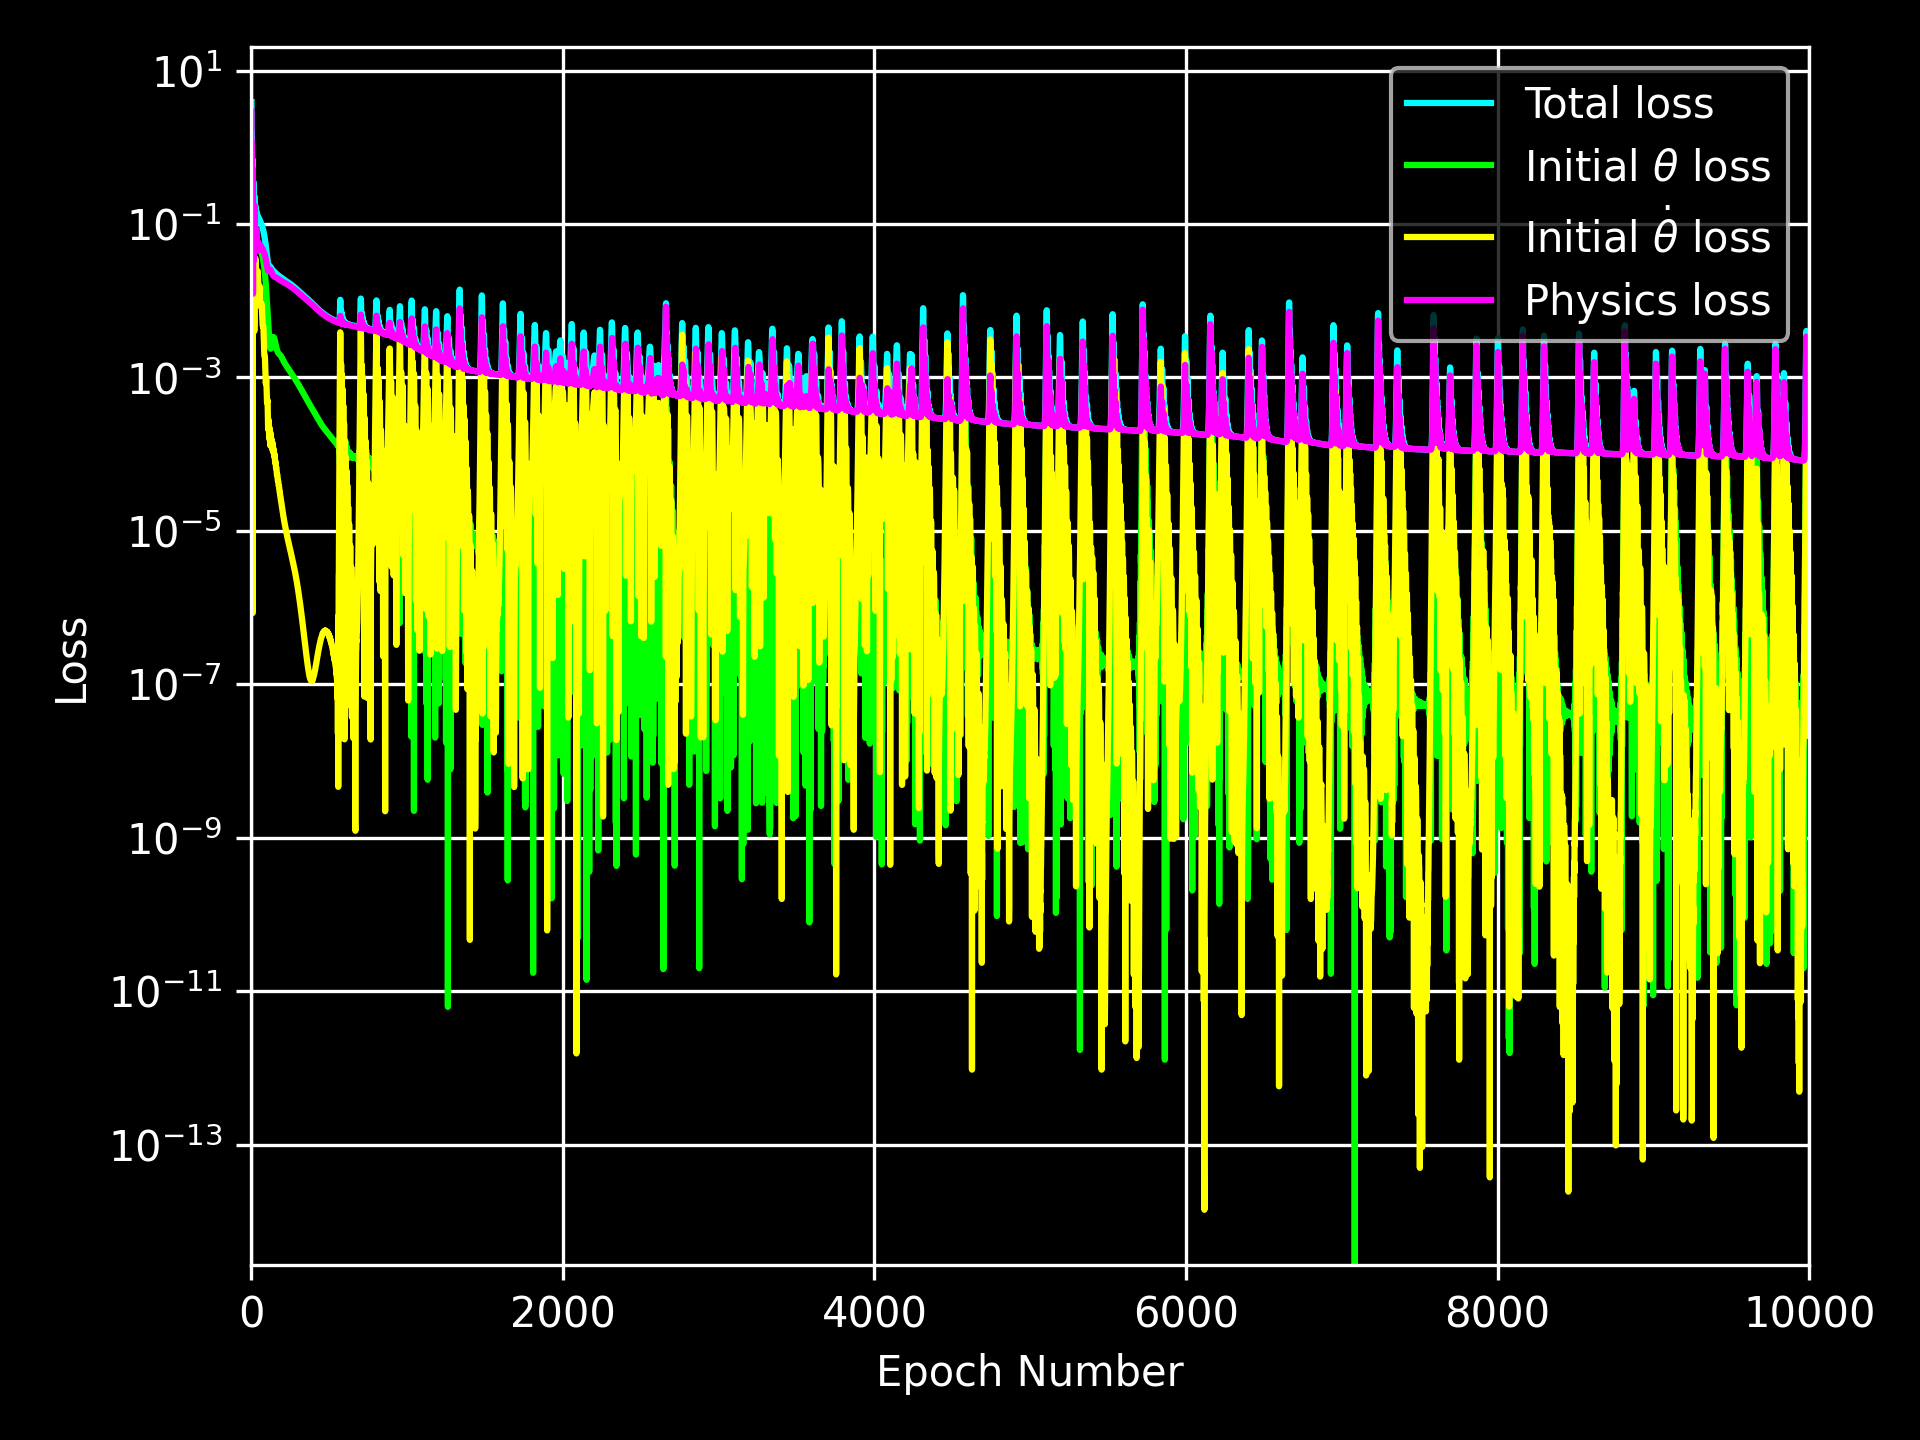 10¹
10⁻¹
10⁻³
10⁻⁵
10⁻⁷
10⁻⁹
10⁻¹¹
10⁻¹³
Loss
Total loss
Initial θ loss
Initial θ̇ loss
Physics loss
0 2000 4000 6000 8000 10000
Epoch Number